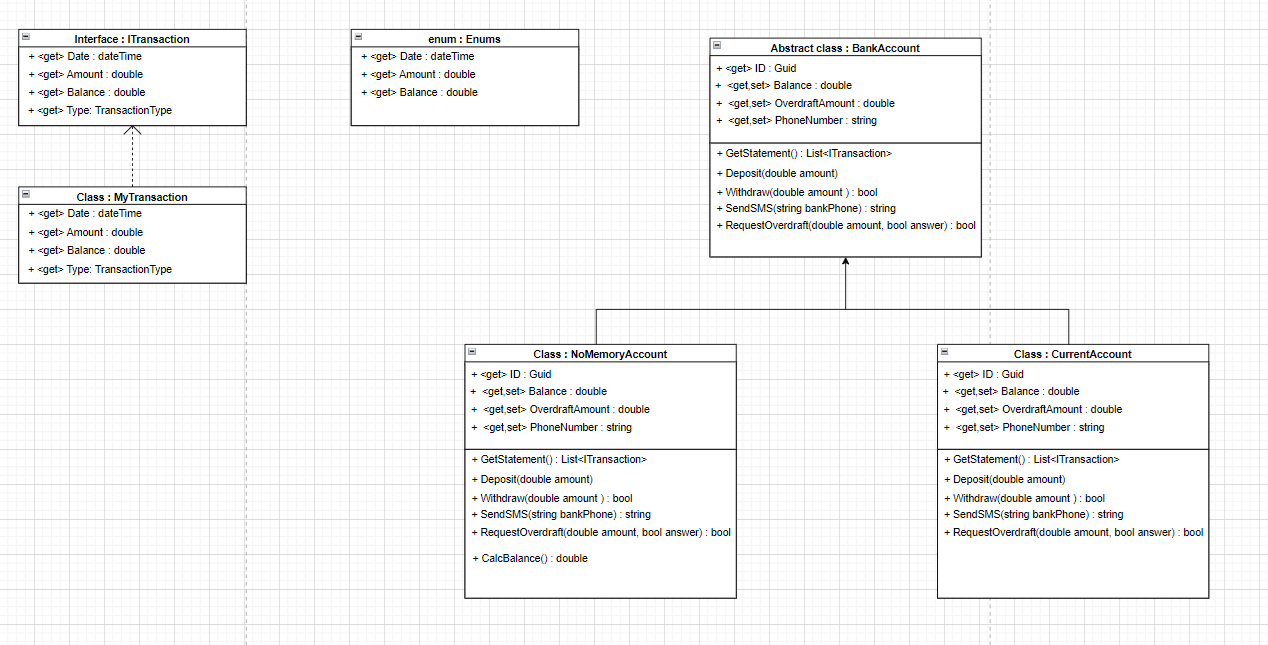 Interface : ITransaction
+ <get> Date : dateTime
+ <get> Amount : double
+ <get> Balance : double
+ <get> Type: TransactionType
enum : Enums
+ <get> Date : dateTime
+ <get> Amount : double
+ <get> Balance : double
Abstract class : BankAccount
+ <get> ID : Guid
+ <get,set> Balance : double
+ <get,set> OverdraftAmount : double
+ <get,set> PhoneNumber : string
+ GetStatement() : List<ITransaction>
+ Deposit(double amount)
+ Withdraw(double amount ) : bool
+ SendSMS(string bankPhone) : string
+ RequestOverdraft(double amount, bool answer) : bool
Class : MyTransaction
+ <get> Date : dateTime
+ <get> Amount : double
+ <get> Balance : double
+ <get> Type: TransactionType
Class : NoMemoryAccount
+ <get> ID : Guid
+ <get,set> Balance : double
+ <get,set> OverdraftAmount : double
+ <get,set> PhoneNumber : string
+ GetStatement() : List<ITransaction>
+ Deposit(double amount)
+ Withdraw(double amount ) : bool
+ SendSMS(string bankPhone) : string
+ RequestOverdraft(double amount, bool answer) : bool
+ CalcBalance() : double
Class : CurrentAccount
+ <get> ID : Guid
+ <get,set> Balance : double
+ <get,set> OverdraftAmount : double
+ <get,set> PhoneNumber : string
+ GetStatement() : List<ITransaction>
+ Deposit(double amount)
+ Withdraw(double amount ) : bool
+ SendSMS(string bankPhone) : string
+ RequestOverdraft(double amount, bool answer) : bool